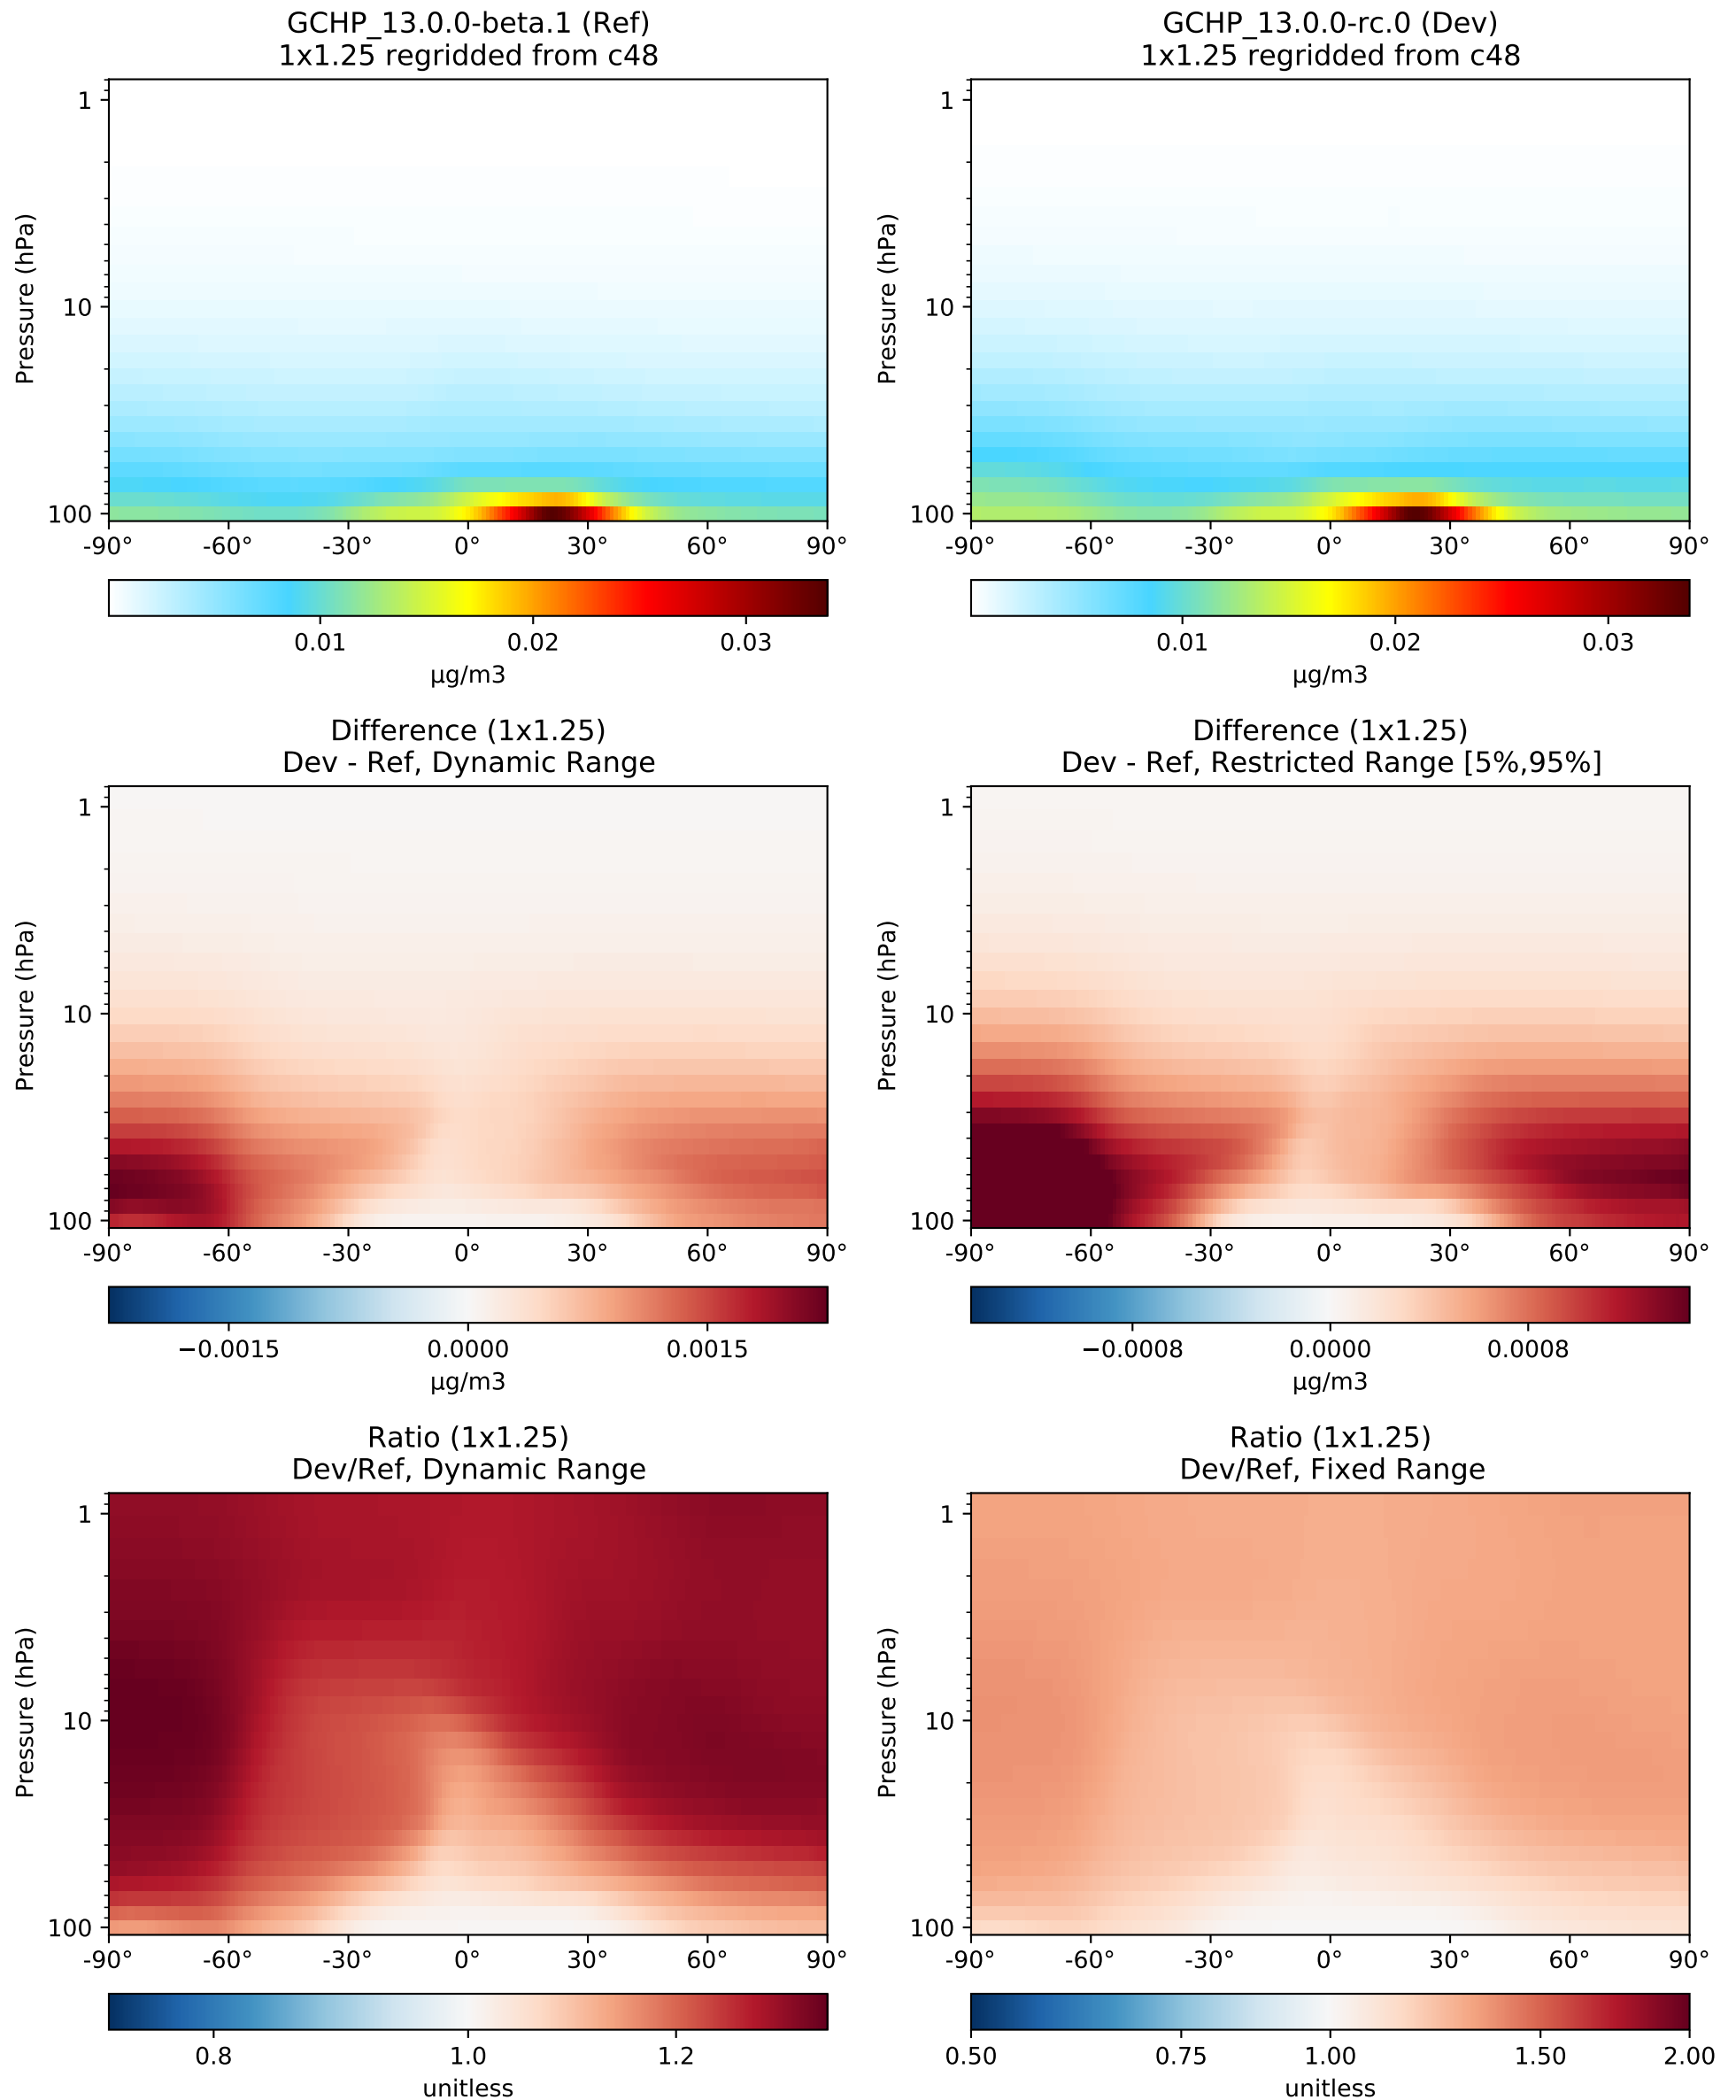 GCHP_13.0.0-beta.1 (Ref)
1x1.25 regridded from c48
Pressure (hPa)
1
10
100
-90° -60° -30° 0° 30° 60° 90°
0.01 0.02 0.03
µg/m3
GCHP_13.0.0-rc.0 (Dev)
1x1.25 regridded from c48
Pressure (hPa)
1
10
100
-90° -60° -30° 0° 30° 60° 90°
0.01 0.02 0.03
µg/m3
Difference (1x1.25)
Dev - Ref, Dynamic Range
Pressure (hPa)
1
10
100
-90° -60° -30° 0° 30° 60° 90°
−0.0015 0.0000 0.0015
µg/m3
Difference (1x1.25)
Dev - Ref, Restricted Range [5%,95%]
Pressure (hPa)
1
10
100
-90° -60° -30° 0° 30° 60° 90°
−0.0008 0.0000 0.0008
µg/m3
Ratio (1x1.25)
Dev/Ref, Dynamic Range
Pressure (hPa)
1
10
100
-90° -60° -30° 0° 30° 60° 90°
0.8 1.0 1.2
unitless
Ratio (1x1.25)
Dev/Ref, Fixed Range
Pressure (hPa)
1
10
100
-90° -60° -30° 0° 30° 60° 90°
0.50 0.75 1.00 1.50 2.00
unitless